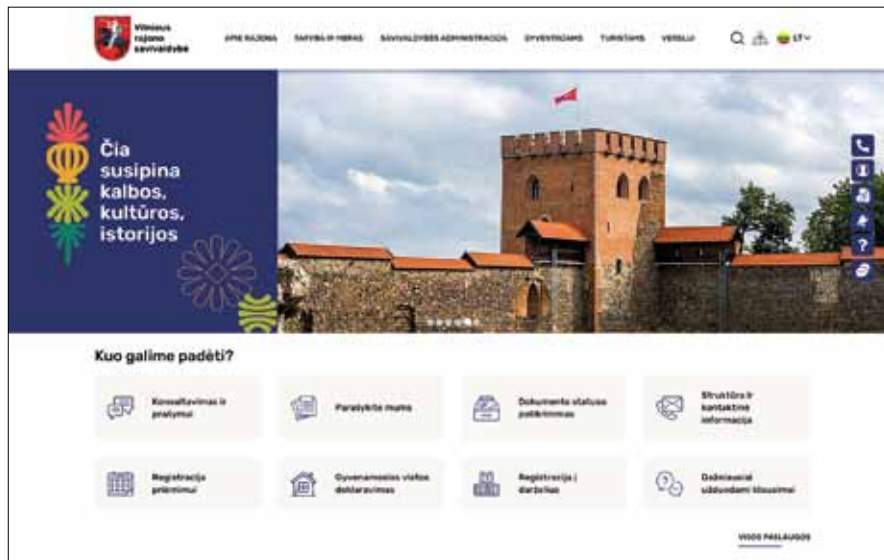 Vilniaus
rajono
savivaldybė
APIE RAJONĄ TARYBA IR MERAS SAVIVALDYBĖS ADMINISTRACIJA GYVENTOJAMS TURISTAMS VERSLUI LT
Čia
susipina
kalbos,
kultūros,
istorijos
?
Kuo galime padėti?
Konsultavimas ir
prašymai
Parašykite mums
Dokumento statuso
patikrinimas
Struktūra ir
kontaktinė
informacija
Registracija
priėmimui
Gyvenamosios vietos
deklaravimas
Registracija į
darželius
Dažniausiai
užduodami klausimai
VISOS PASLAUGOS